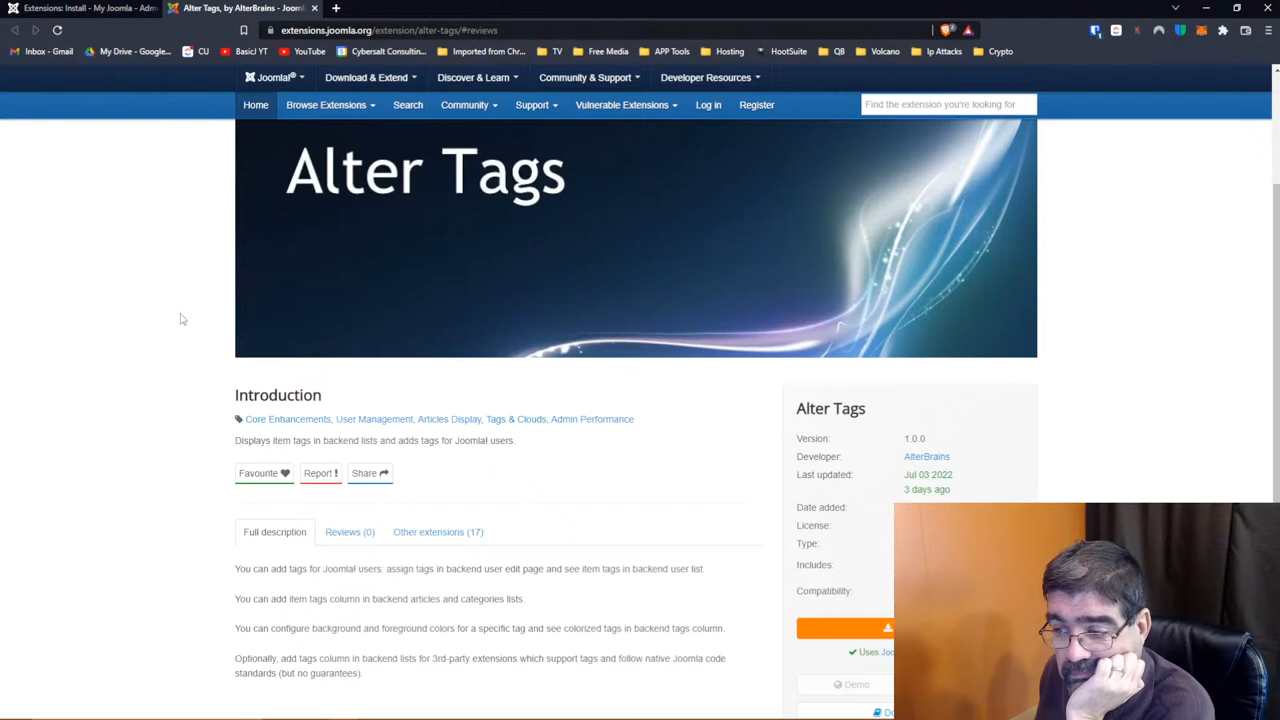 Extensions: Install - My Joomla - Adm
Alter Tags, by AlterBrains - Jooml
extensions.joomla.org/extension/alter-tags/#reviews
Inbox - Gmail
My Drive - Google...
CU
BasicJ YT
YouTube
Cybersalt Consulting...
Imported from Chr...
TV
Free Media
APP Tools
Hosting
HootSuite
QB
Volcano
Ip Attacks
Crypto
Joomla!®
Download & Extend
Discover & Learn
Community & Support
Developer Resources
Home
Browse Extensions
Search
Community
Support
Vulnerable Extensions
Log in
Register
Find the extension you're looking for
Alter Tags
Introduction
Core Enhancements, User Management, Articles Display, Tags & Clouds, Admin Performance
Displays item tags in backend lists and adds tags for Joomla! users.
Favourite
Report
Share
Full description
Reviews (0)
Other extensions (17)
You can add tags for Joomla! users: assign tags in backend user edit page and see item tags in backend user list
You can add item tags column in backend articles and categories lists.
You can configure background and foreground colors for a specific tag and see colorized tags in backend tags column.
Optionally, add tags column in backend lists for 3rd-party extensions which support tags and follow native Joomla code
standards (but no guarantees).
Alter Tags
Version: 1.0.0
Developer: AlterBrains
Last updated: Jul 03 2022
3 days ago
Date added:
License:
Type:
Includes:
Compatibility:
Uses Joo
Demo